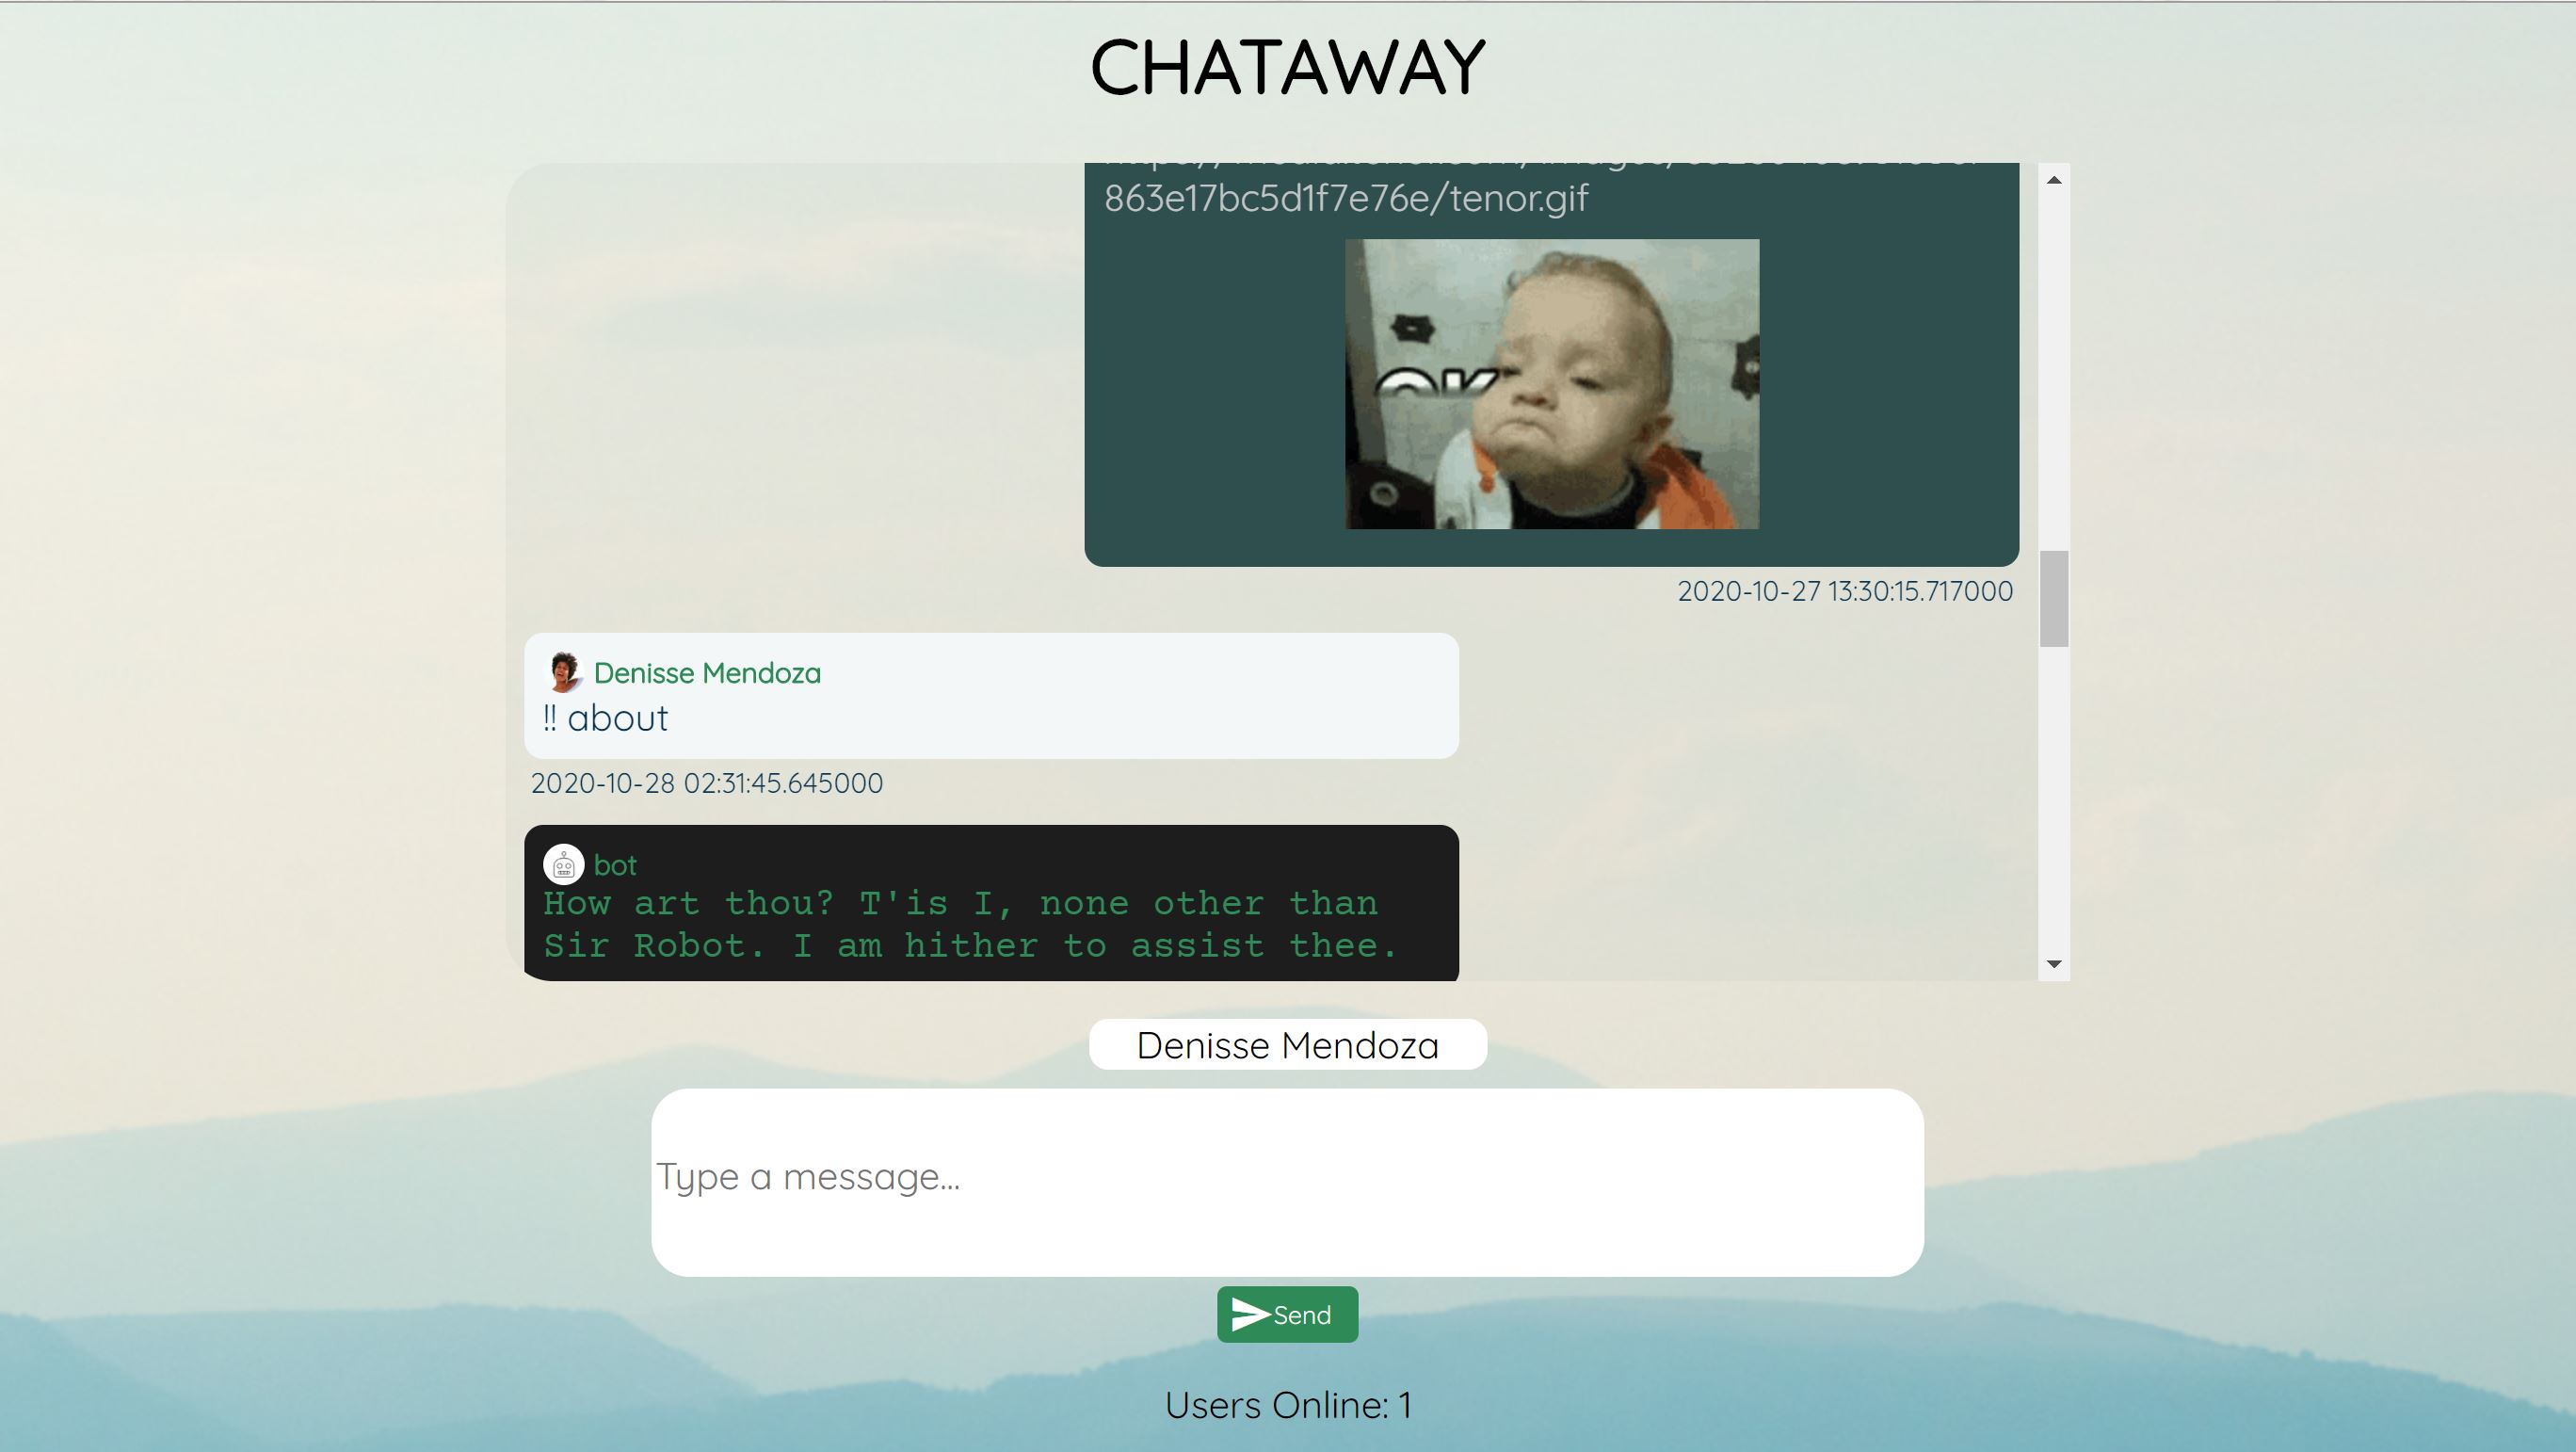 CHATAWAY
863e17bc5d1f7e76e/tenor.gif
OK
2020-10-27 13:30:15.717000
Denisse Mendoza
!! about
2020-10-28 02:31:45.645000
bot
How art thou? T'is I, none other than
Sir Robot. I am hither to assist thee.
Denisse Mendoza
Type a message...
Send
Users Online: 1